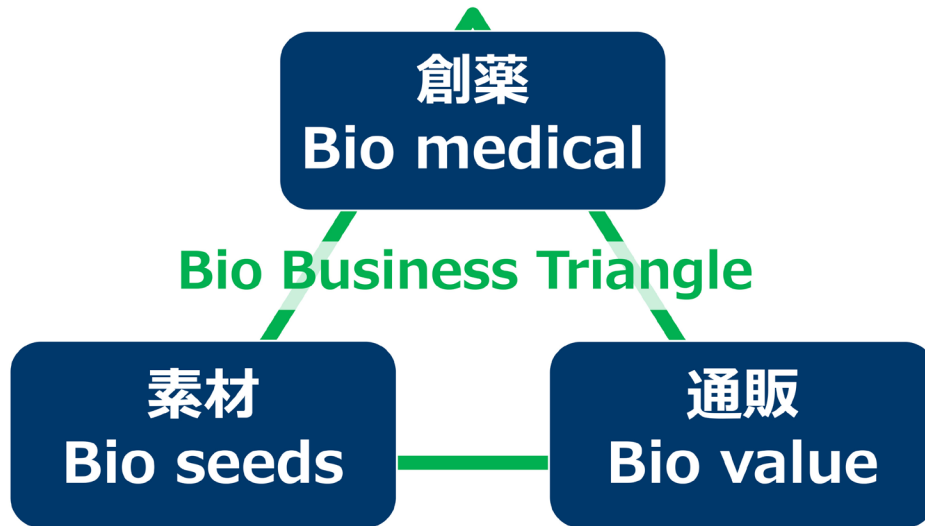 創薬
Bio medical
Bio Business Triangle
素材
Bio seeds
通販
Bio value